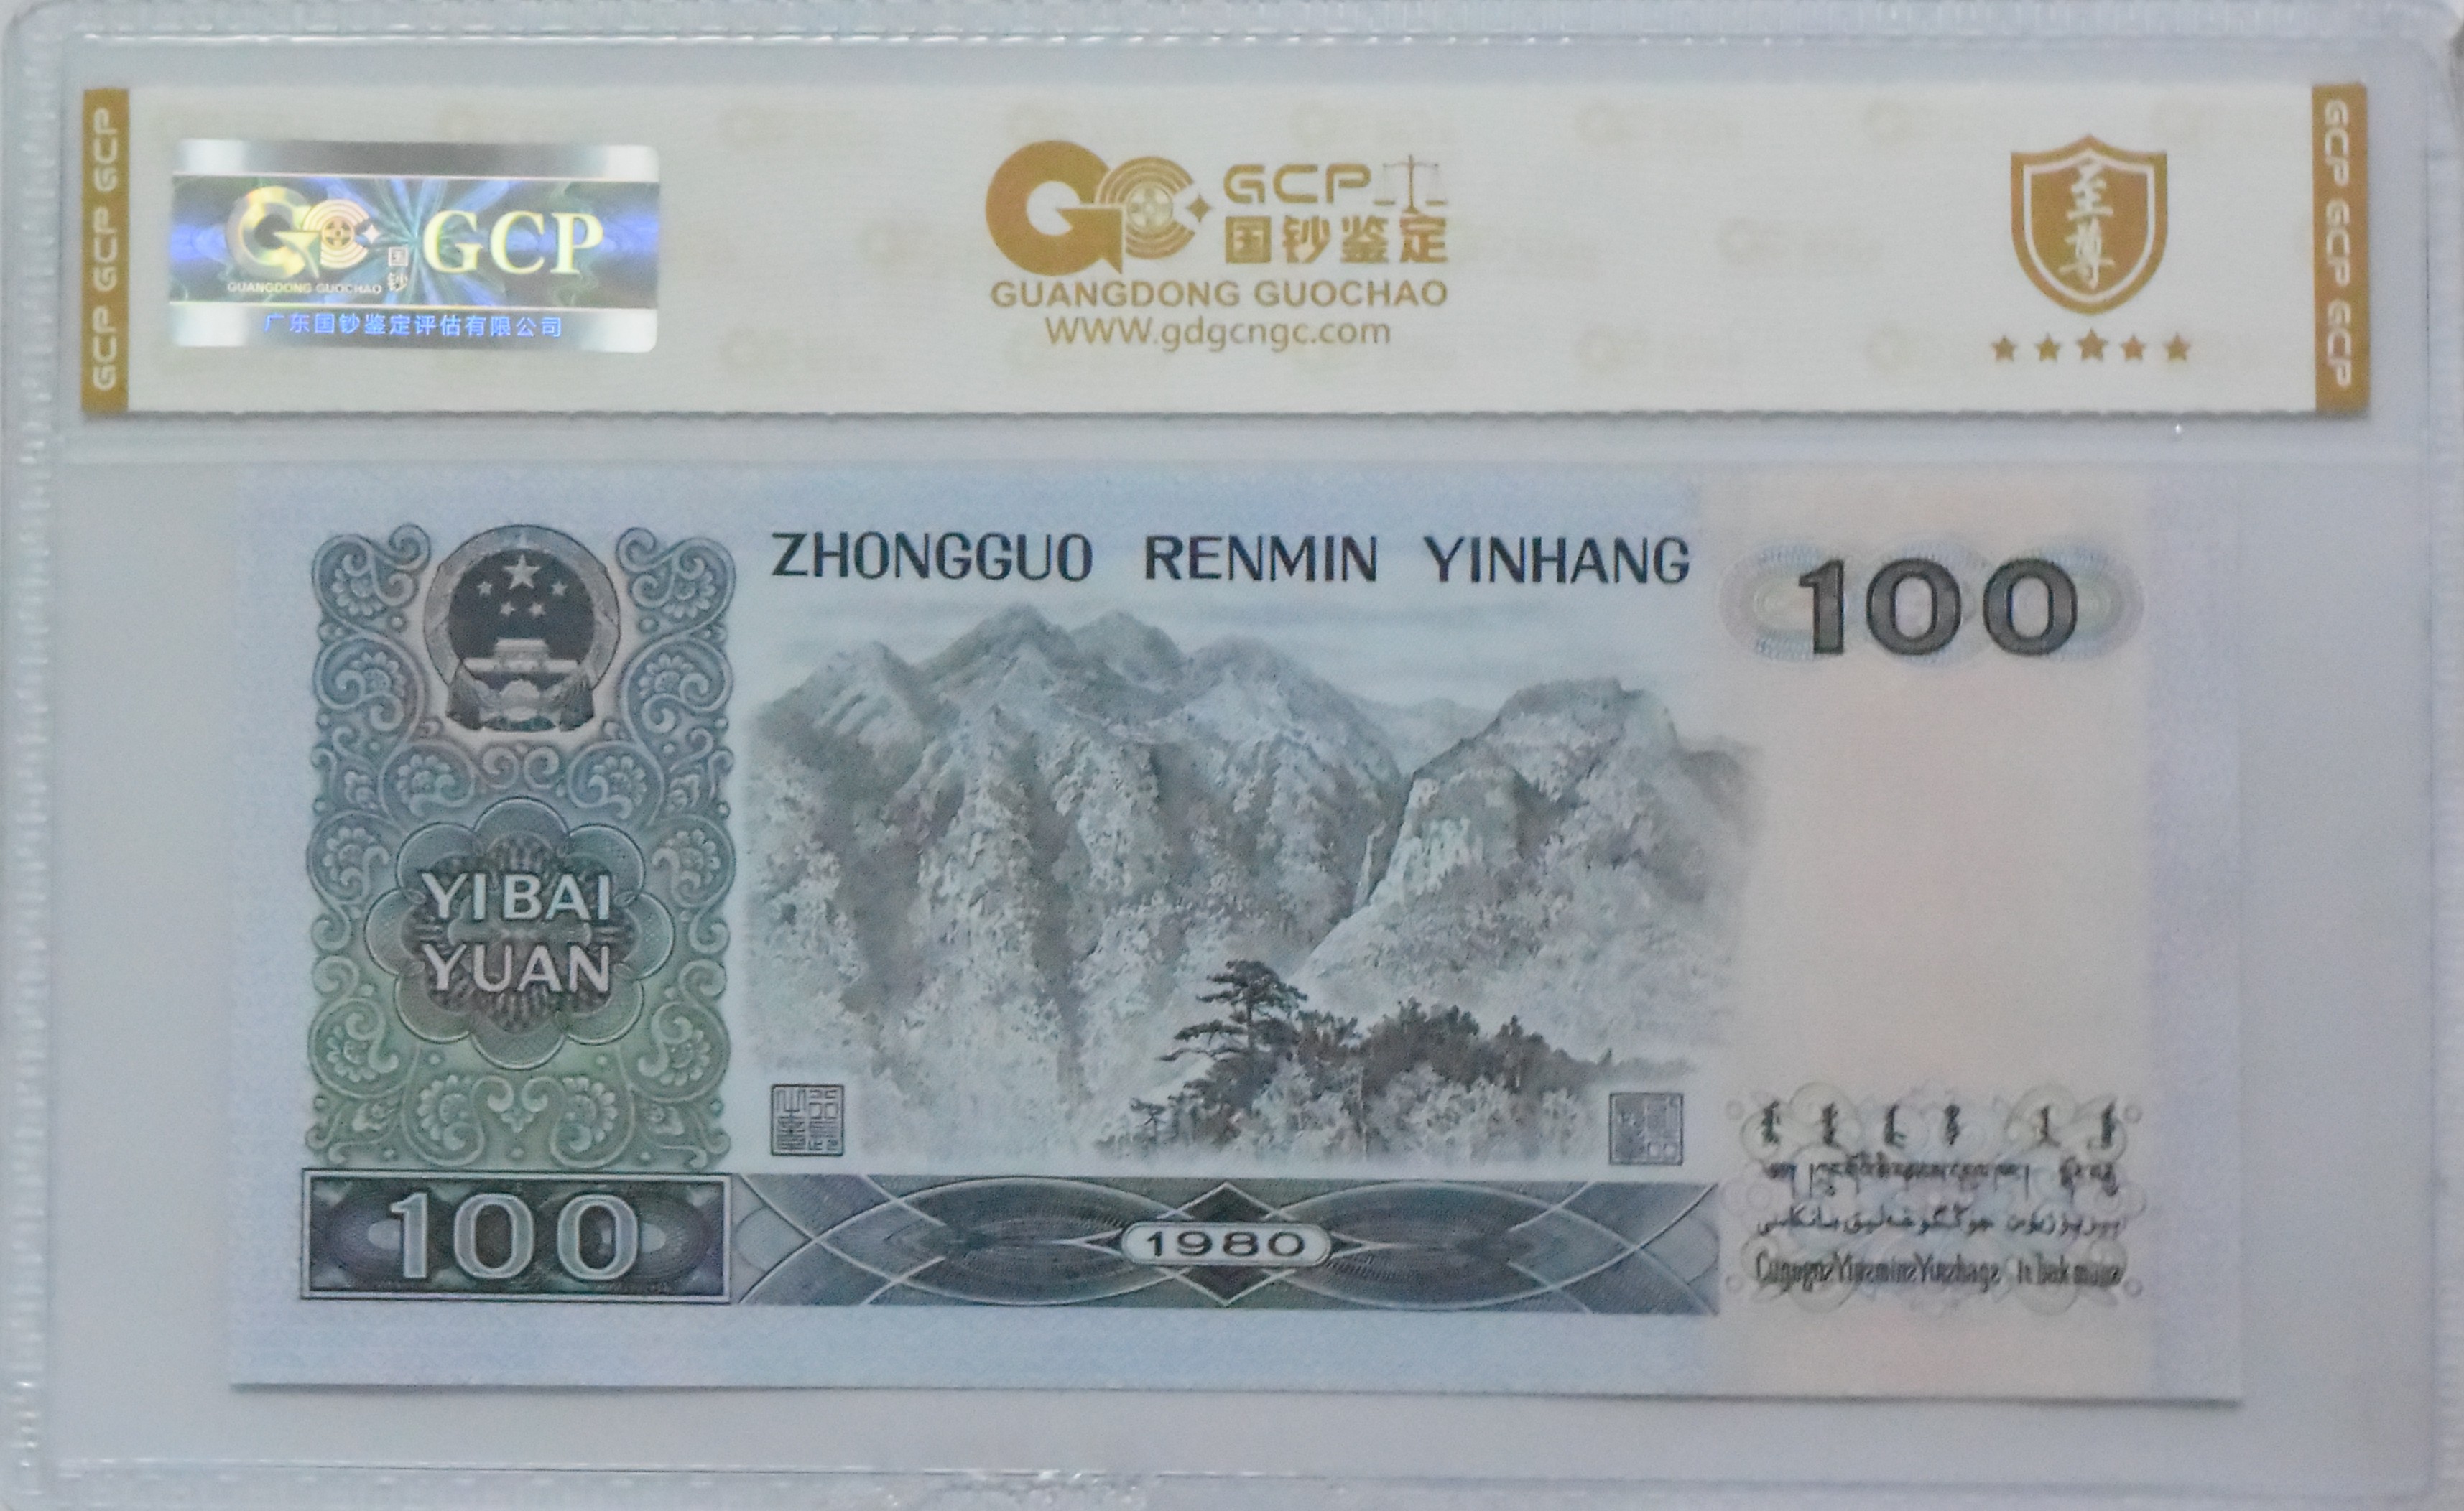 GCP GCP GCP
GCP
国
钞
GUANGDONG GUOCHAO
广东国钞鉴定评估有限公司
GCP
国钞鉴定
GUANGDONG GUOCHAO
WWW.gdgcngc.com
至
尊
GCP GCP GCP
ZHONGGUO RENMIN YINHANG
100
YIBAI
YUAN
100
1980